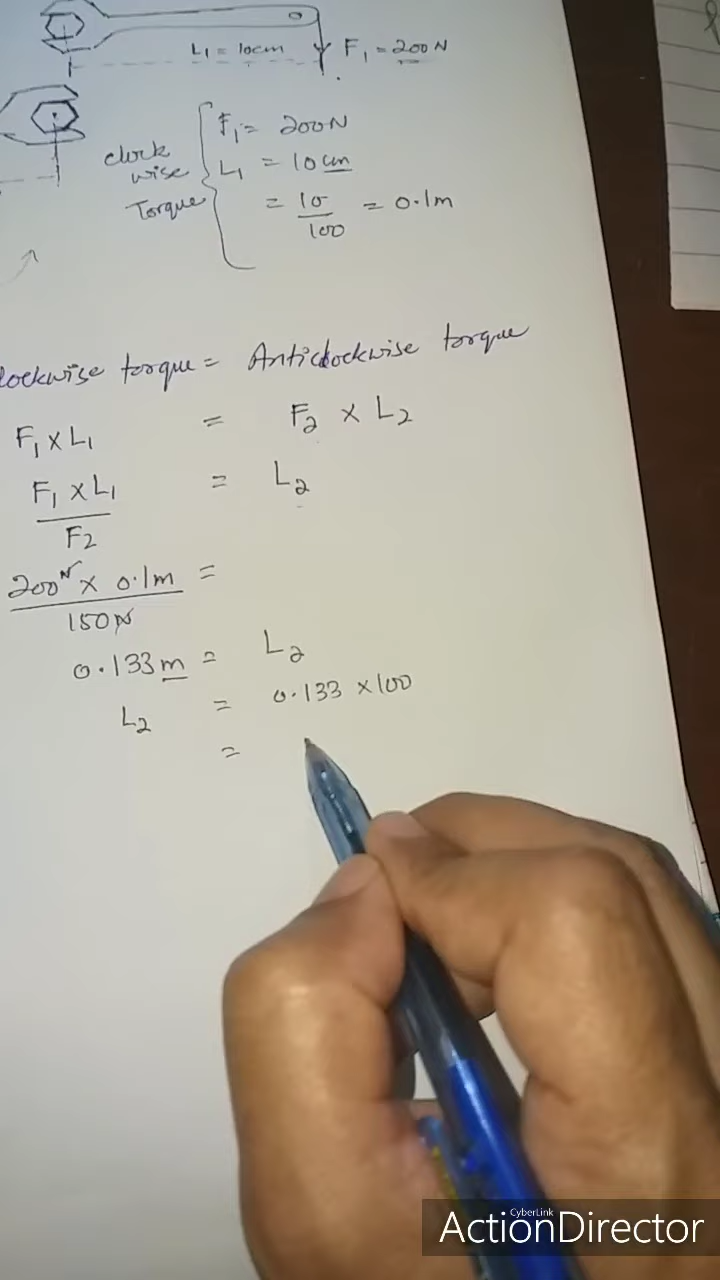 L₁ = 10cm F₁ = 200N
F₁ = 200N
clock wise Torque
L₁ = 10cm
= 10/100 = 0.1m
lockwise torque = Anticlockwise torque
F₁ × L₁ = F₂ × L₂
F₁ × L₁ / F₂ = L₂
200N × 0.1m / 150N =
0.133m = L₂
L₂ = 0.133 × 100
=
CyberLink
ActionDirector